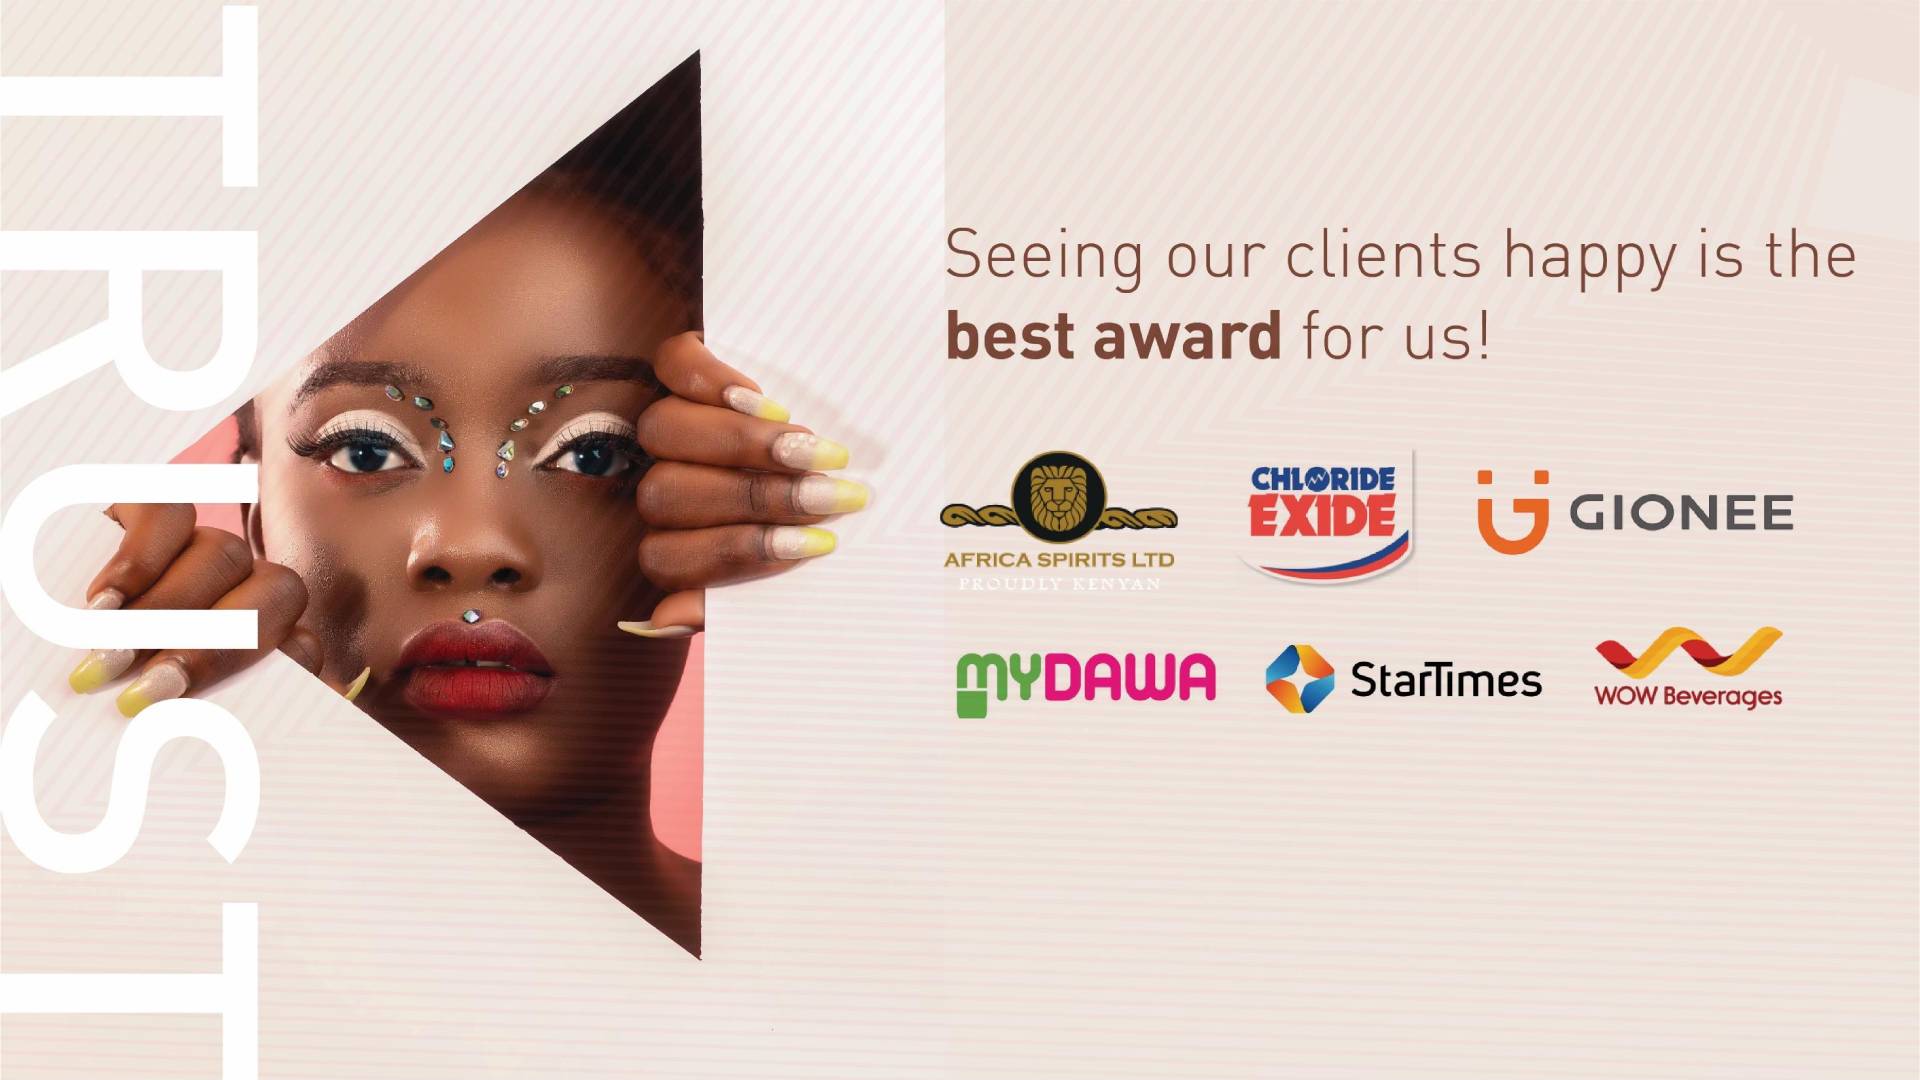 TRUST
Seeing our clients happy is the
best award for us!
AFRICA SPIRITS LTD
PROUDLY KENYAN
CHLORIDE
EXIDE
GIONEE
MYDAWA
StarTimes
WOW Beverages